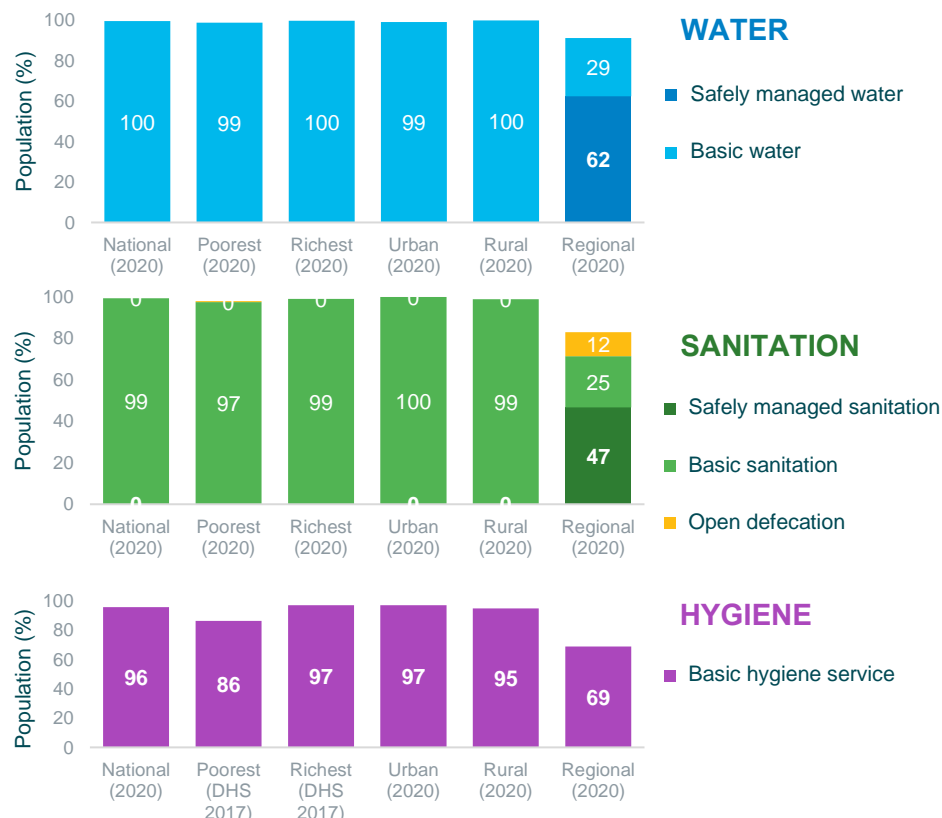 WATER
Population (%)
100
80
60
40
20
0
100
99
100
99
100
29
62
National
(2020)
Poorest
(2020)
Richest
(2020)
Urban
(2020)
Rural
(2020)
Regional
(2020)
Safely managed water
Basic water
SANITATION
Population (%)
100
80
60
40
20
0
0
0
0
0
0
99
97
99
100
99
12
25
47
0
0
0
National
(2020)
Poorest
(2020)
Richest
(2020)
Urban
(2020)
Rural
(2020)
Regional
(2020)
Safely managed sanitation
Basic sanitation
Open defecation
HYGIENE
Population (%)
100
80
60
40
20
0
96
86
97
97
95
69
National
(2020)
Poorest
(DHS
2017)
Richest
(DHS
2017)
Urban
(2020)
Rural
(2020)
Regional
(2020)
Basic hygiene service